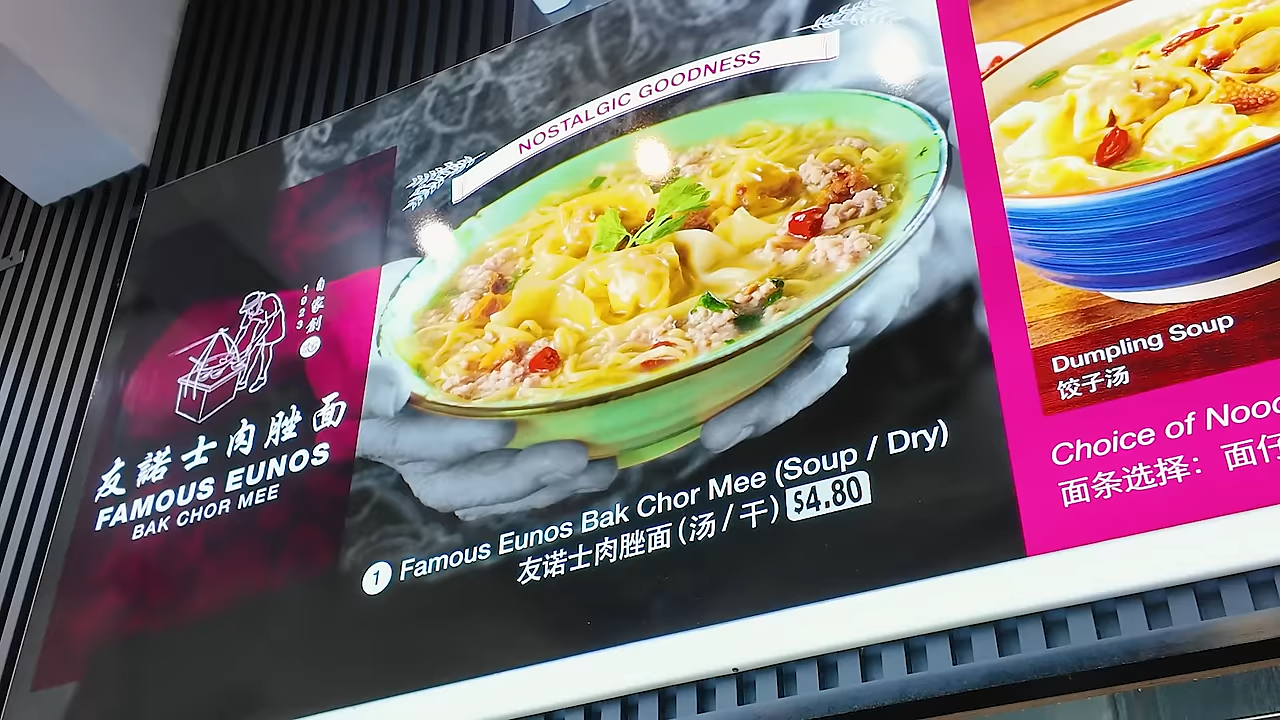 NOSTALGIC GOODNESS
自家創
1923
友諾士肉脞面
FAMOUS EUNOS
BAK CHOR MEE
1 Famous Eunos Bak Chor Mee (Soup / Dry)
友诺士肉脞面(汤/干) $4.80
Dumpling Soup
饺子汤
Choice of
面条选择: 面仔